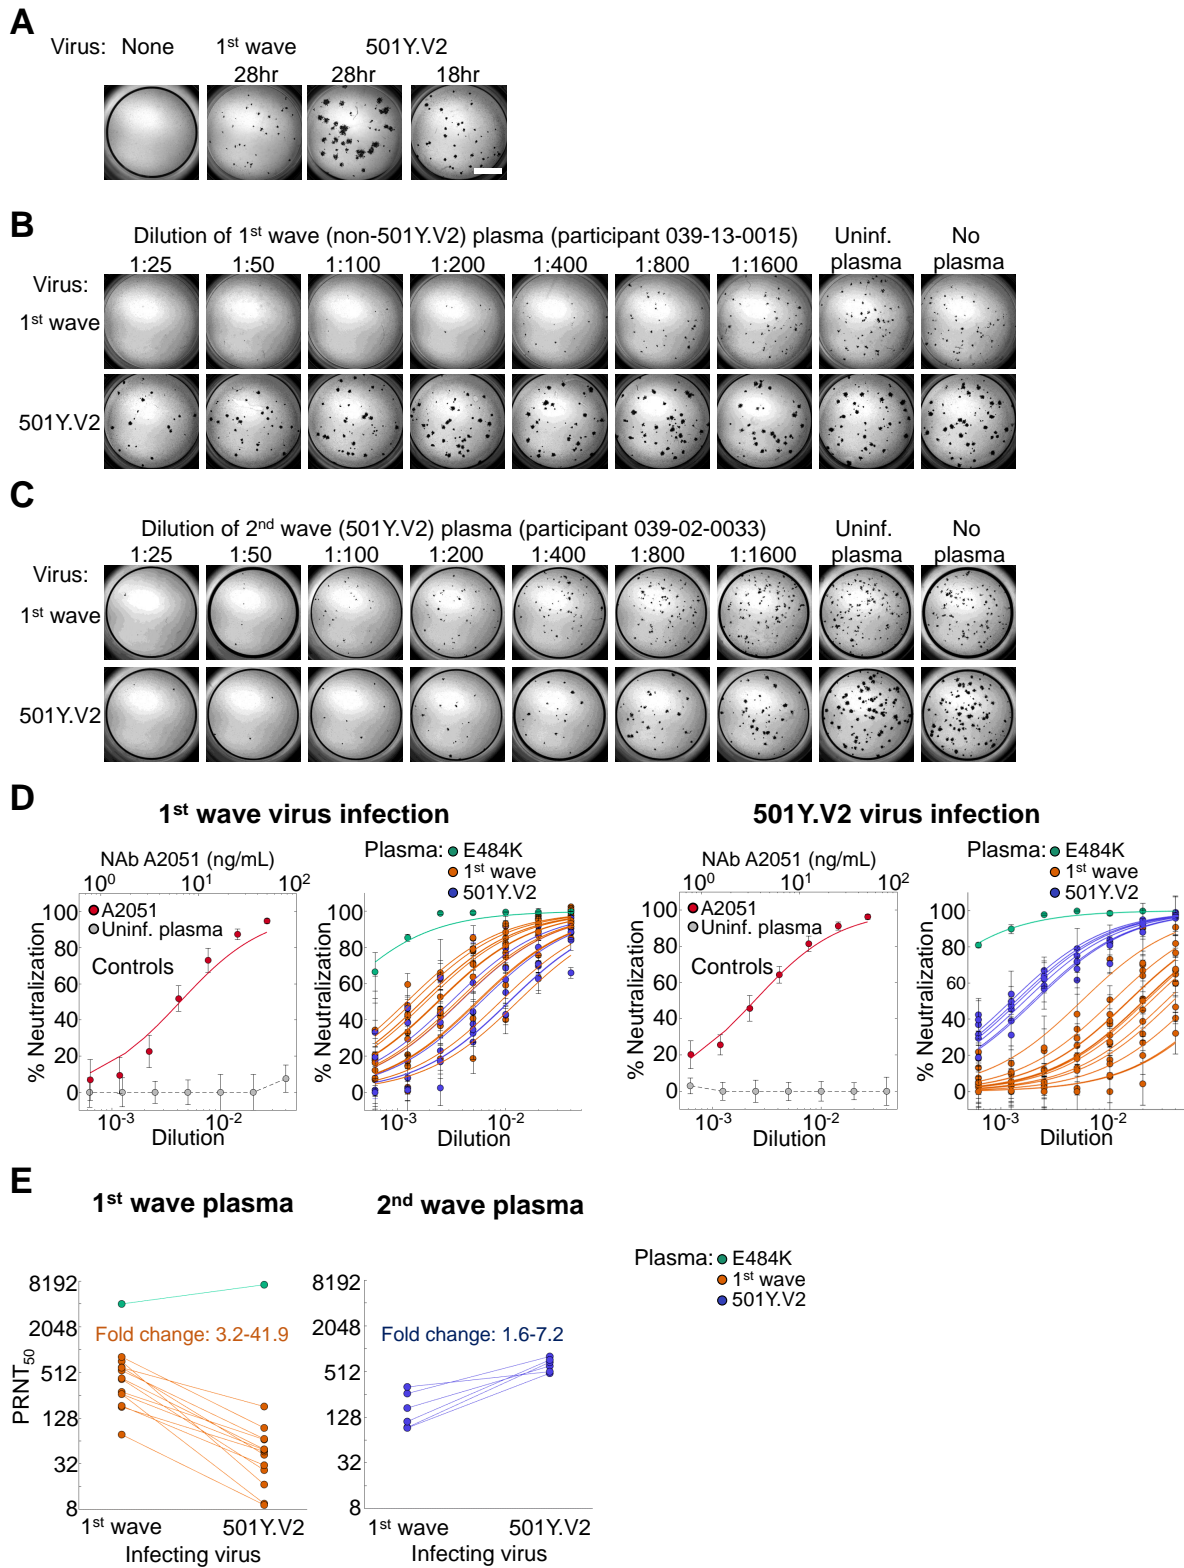 A
Virus: None 1st wave 501Y.V2
28hr 28hr 18hr
B
Dilution of 1st wave (non-501Y.V2) plasma (participant 039-13-0015) Uninf. plasma No plasma
1:25 1:50 1:100 1:200 1:400 1:800 1:1600
Virus:
1st wave
501Y.V2
C
Dilution of 2nd wave (501Y.V2) plasma (participant 039-02-0033) Uninf. plasma No plasma
1:25 1:50 1:100 1:200 1:400 1:800 1:1600
Virus:
1st wave
501Y.V2
D
1st wave virus infection
NAb A2051 (ng/mL)
10^0 10^1 10^2
A2051
Uninf. plasma
Controls
% Neutralization
100
80
60
40
20
0
10^-3 10^-2
Dilution
Plasma: E484K
1st wave
501Y.V2
% Neutralization
100
80
60
40
20
0
10^-3 10^-2
Dilution
501Y.V2 virus infection
NAb A2051 (ng/mL)
10^0 10^1 10^2
A2051
Uninf. plasma
Controls
% Neutralization
100
80
60
40
20
0
10^-3 10^-2
Dilution
Plasma: E484K
1st wave
501Y.V2
% Neutralization
100
80
60
40
20
0
10^-3 10^-2
Dilution
E
1st wave plasma
PRNT50
8192
2048
512
128
32
8
Fold change: 3.2-41.9
1st wave 501Y.V2
Infecting virus
2nd wave plasma
8192
2048
512
128
32
8
Fold change: 1.6-7.2
1st wave 501Y.V2
Infecting virus
Plasma: E484K
1st wave
501Y.V2